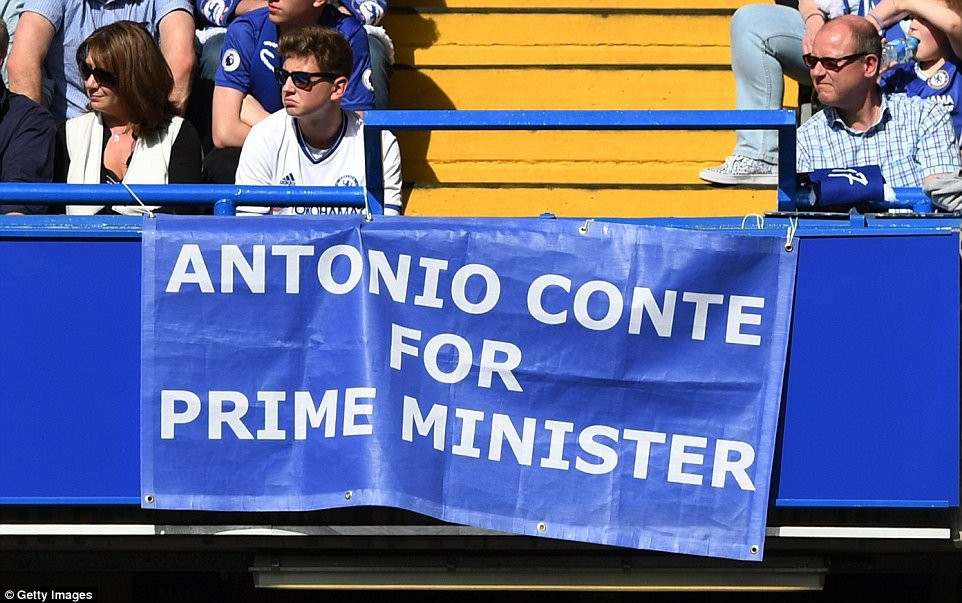 ANTONIO CONTE
FOR
PRIME MINISTER
© Getty Images